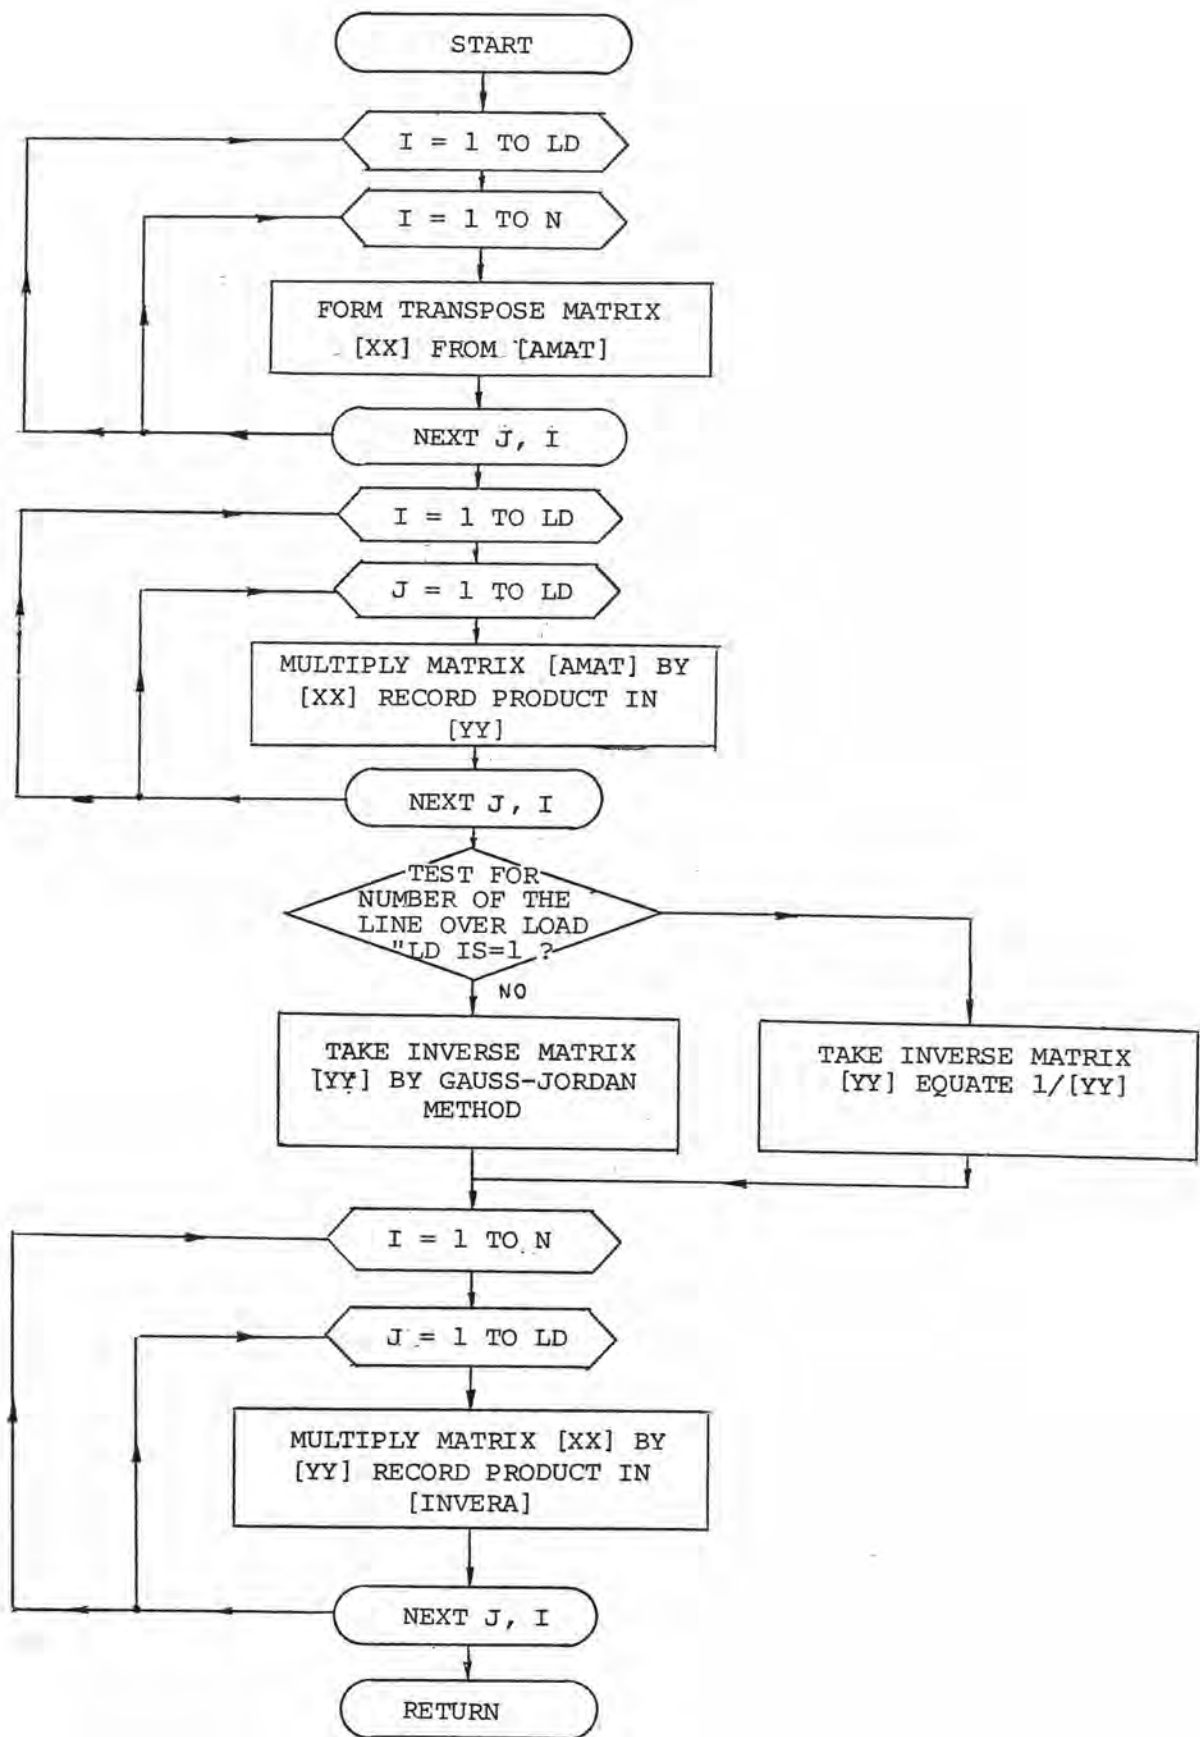 START
I = 1 TO LD
I = 1 TO N
FORM TRANSPOSE MATRIX
[XX] FROM [AMAT]
NEXT J, I
I = 1 TO LD
J = 1 TO LD
MULTIPLY MATRIX [AMAT] BY
[XX] RECORD PRODUCT IN
[YY]
NEXT J, I
TEST FOR
NUMBER OF THE
LINE OVER LOAD
"LD IS=1 ?
NO
TAKE INVERSE MATRIX
[YY] BY GAUSS-JORDAN
METHOD
TAKE INVERSE MATRIX
[YY] EQUATE 1/[YY]
I = 1 TO N
J = 1 TO LD
MULTIPLY MATRIX [XX] BY
[YY] RECORD PRODUCT IN
[INVERA]
NEXT J, I
RETURN